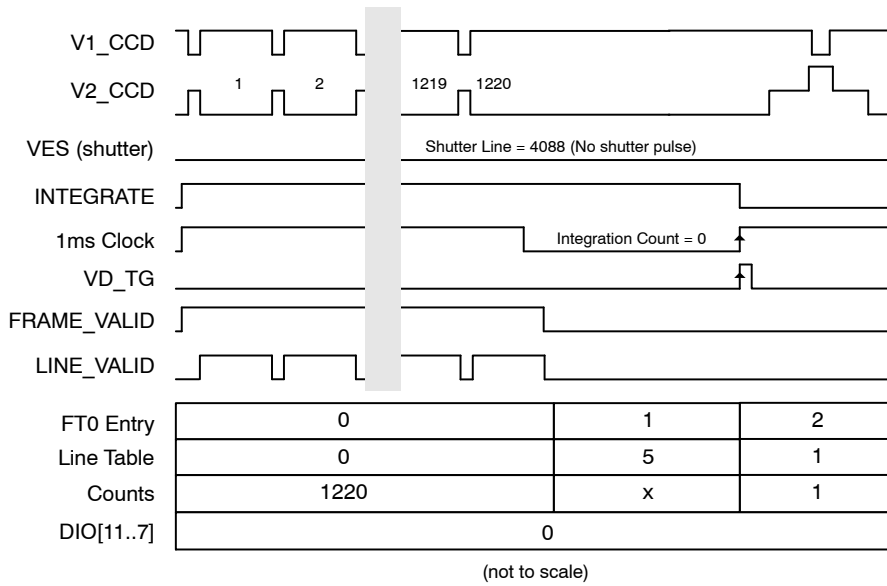 V1_CCD
V2_CCD 1 2 1219 1220
VES (shutter) Shutter Line = 4088 (No shutter pulse)
INTEGRATE
1ms Clock Integration Count = 0
VD_TG
FRAME_VALID
LINE_VALID
FT0 Entry 0 1 2
Line Table 0 5 1
Counts 1220 x 1
DIO[11..7] 0
(not to scale)